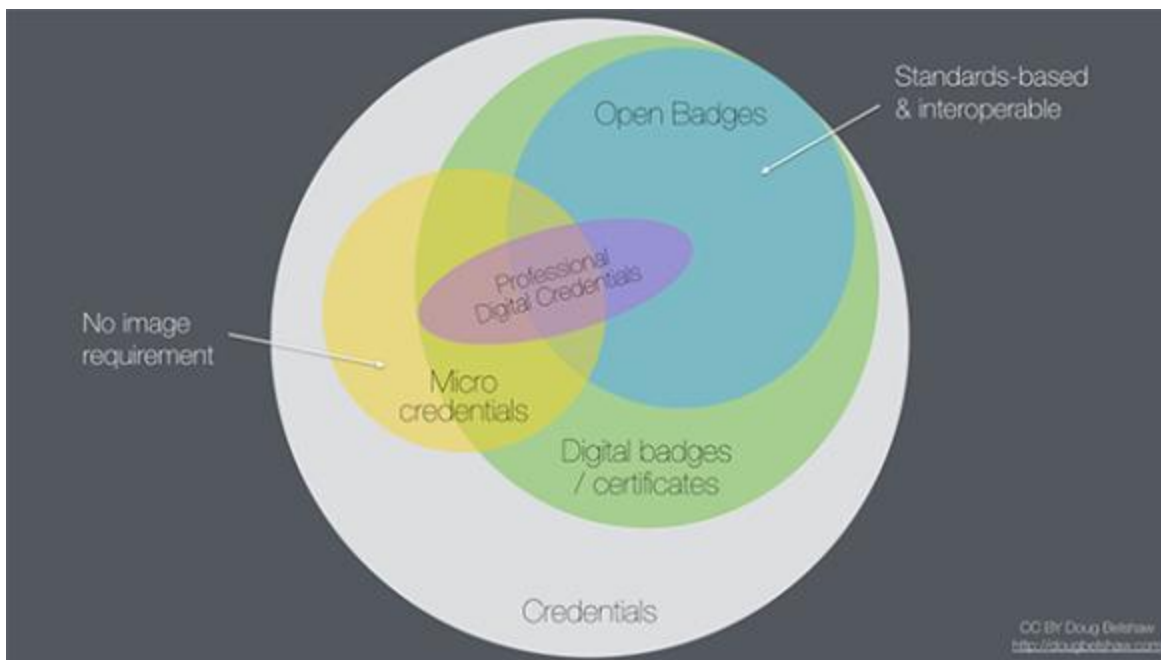 Open Badges
Standards-based
& interoperable
Professional
Digital Credentials
No image
requirement
Micro
credentials
Digital badges
/ certificates
Credentials
CC BY Doug Belshaw
http://dougbelshaw.com